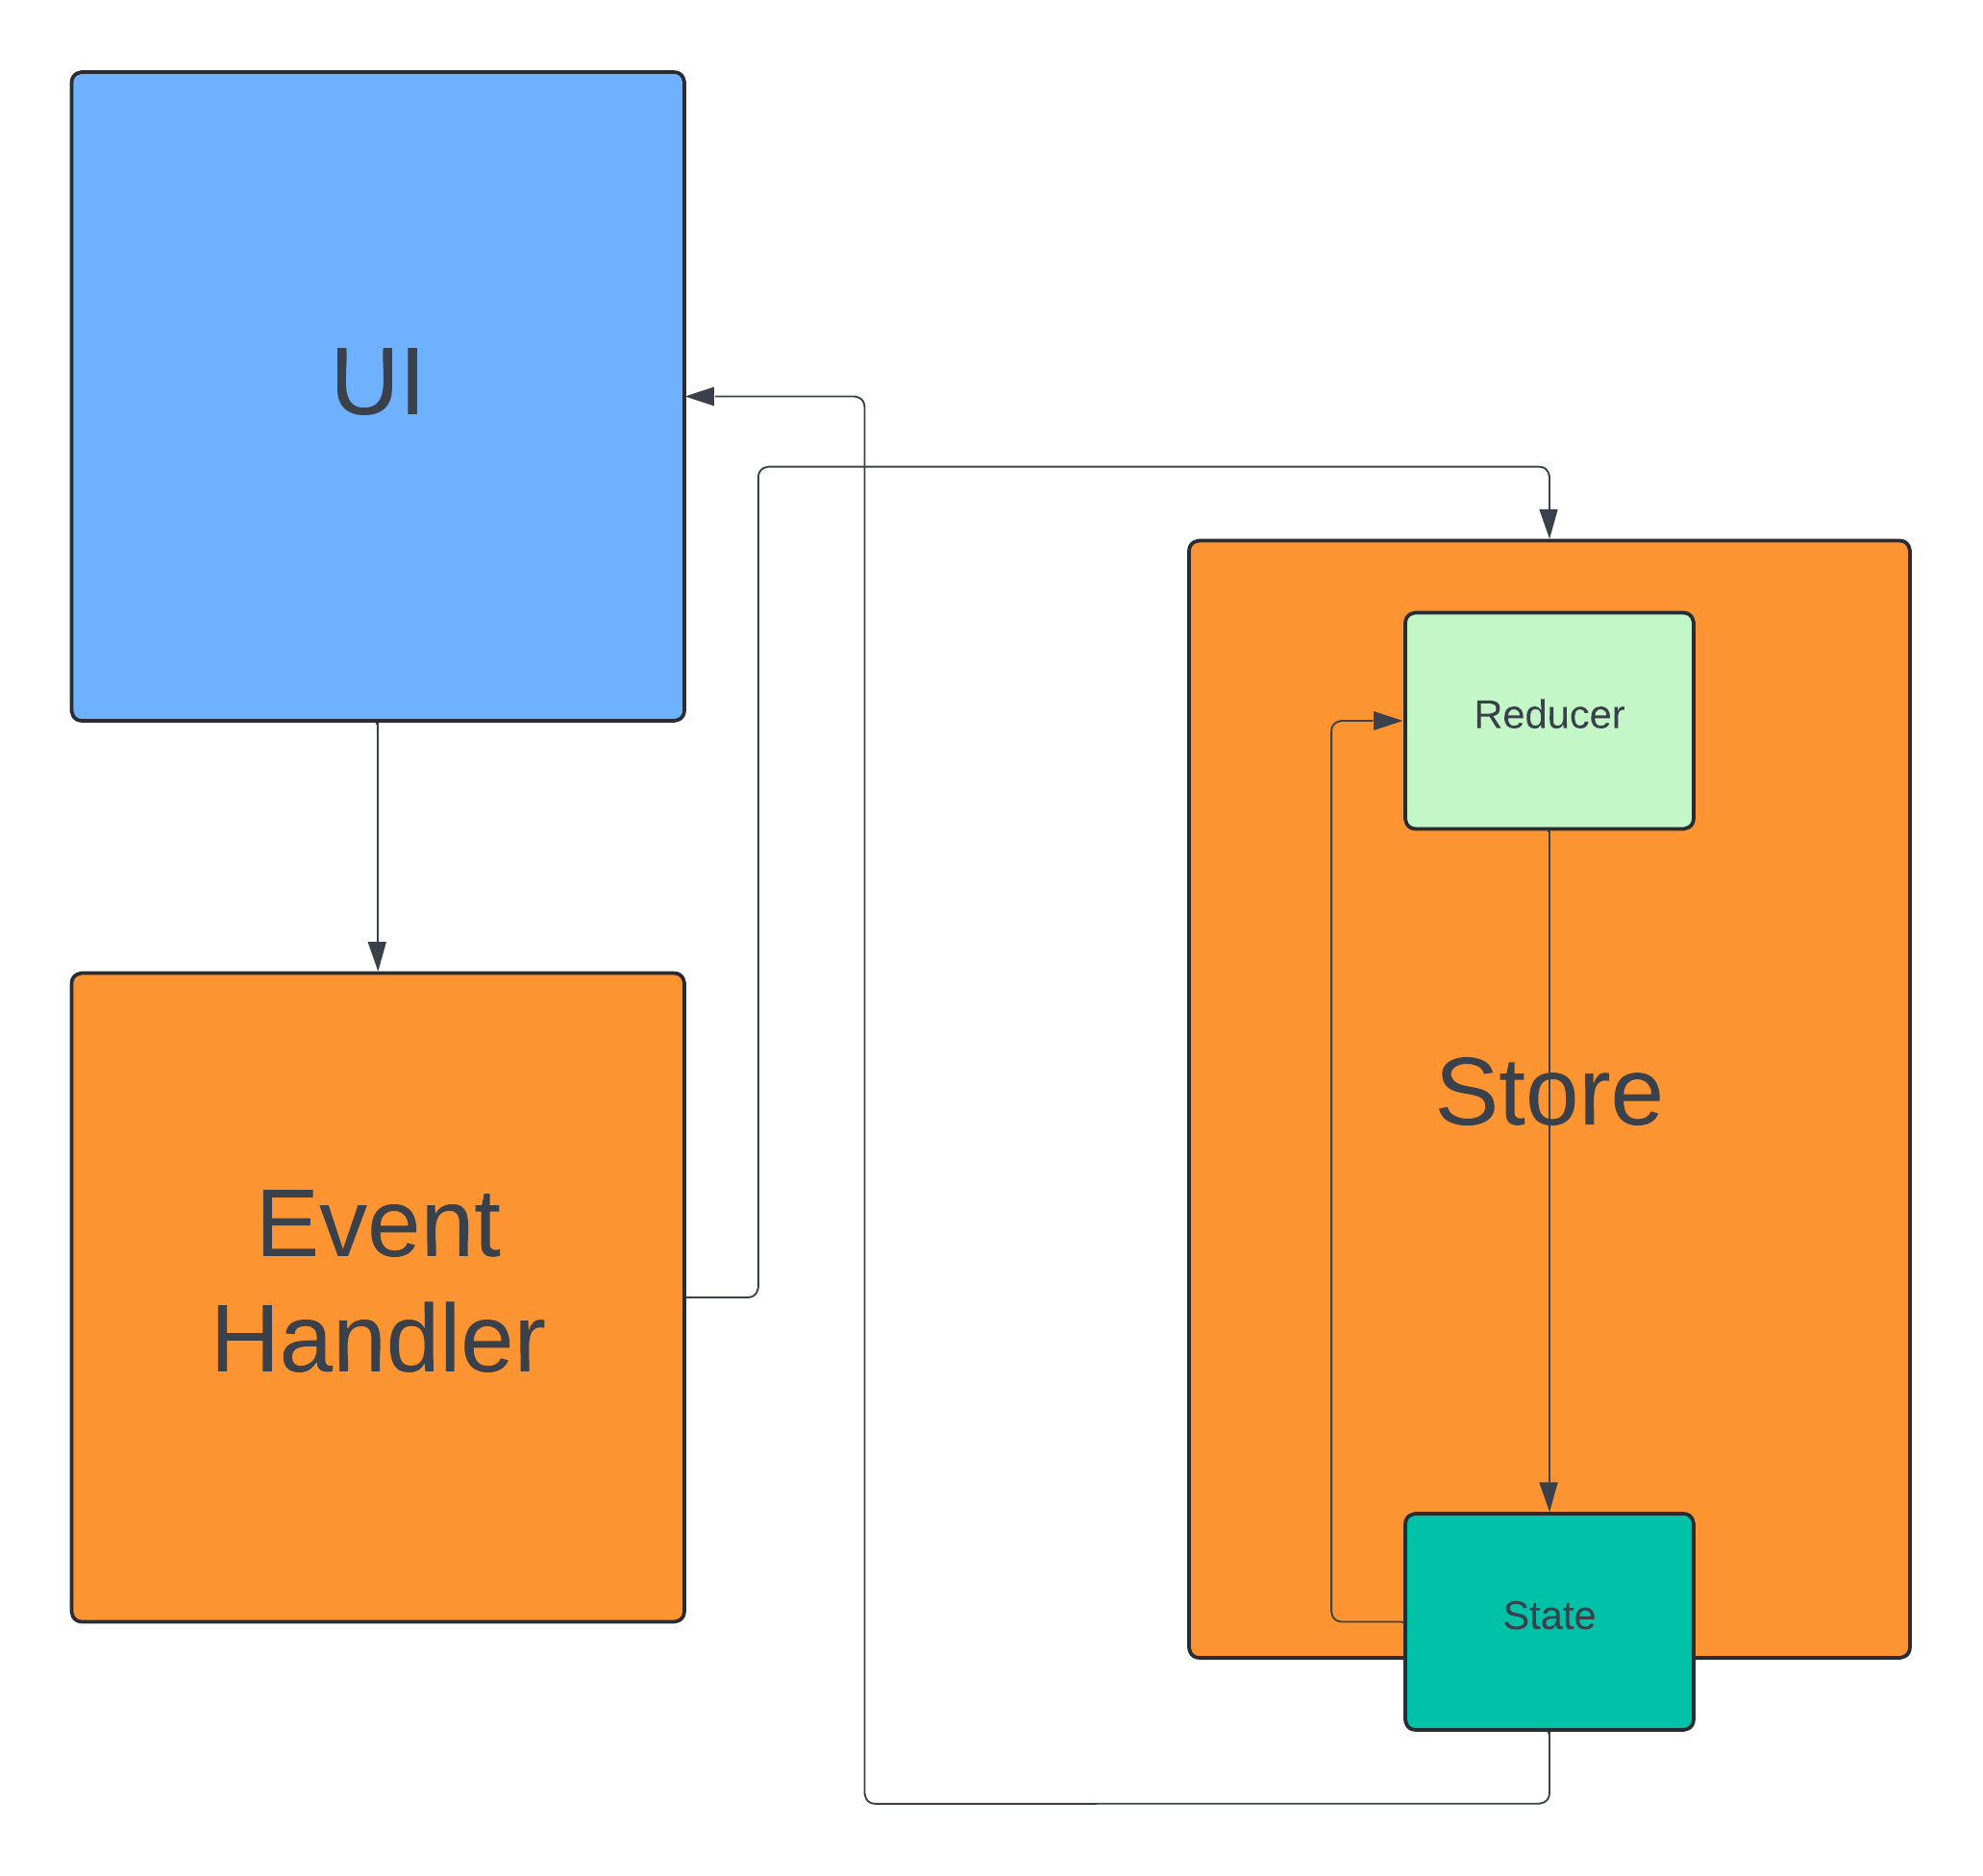 UI
Event
Handler
Reducer
Store
State